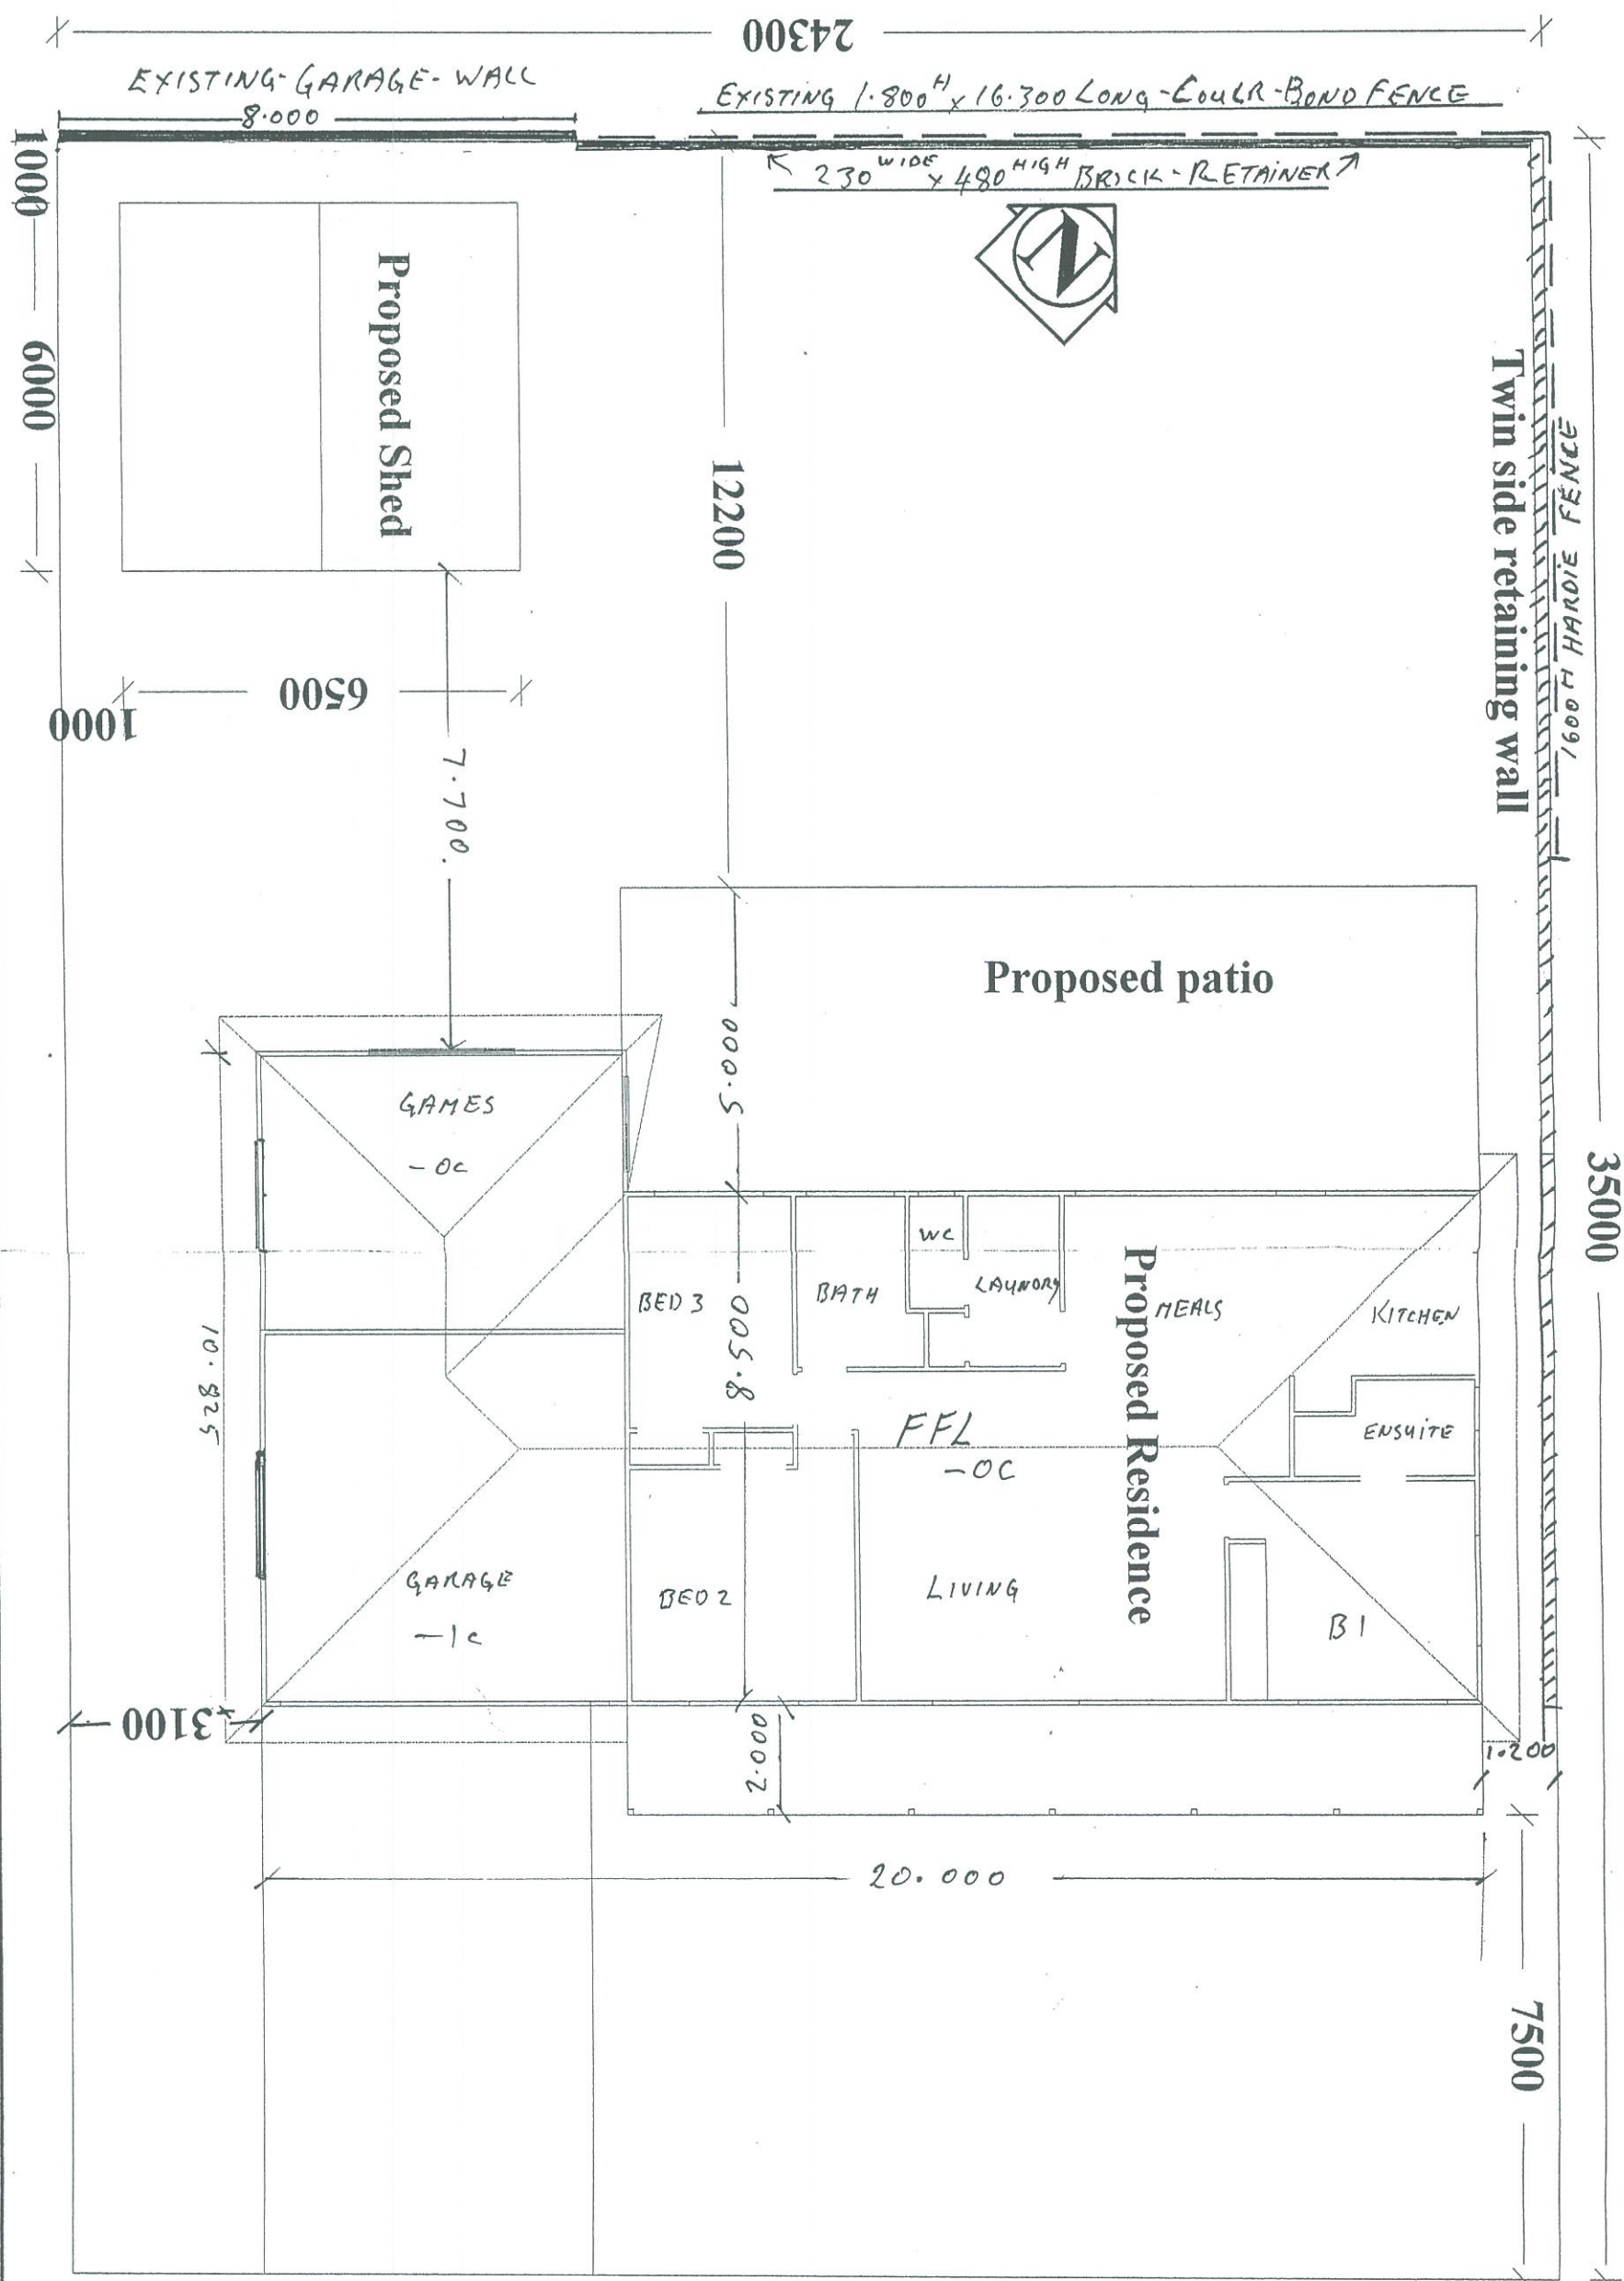 24300
EXISTING-GARAGE-WALL
8.000
EXISTING 1.800H x 16.300 LONG-COULR-BOND FENCE
230 WIDE x 480 HIGH BRICK-RETAINER
1000
6000
Proposed Shed
N
12200
Twin side retaining wall
1600 H HARDIE FENCE
6500
1000
7.700.
Proposed patio
5.000
35000
GAMES
-OC
BED 3
BATH
WC
LAUNDRY
MEALS
KITCHEN
8.500
Proposed Residence
10.825
FFL
-OC
ENSUITE
GARAGE
-1C
BED 2
LIVING
B1
3100
2.000
1.200
20.000
7500